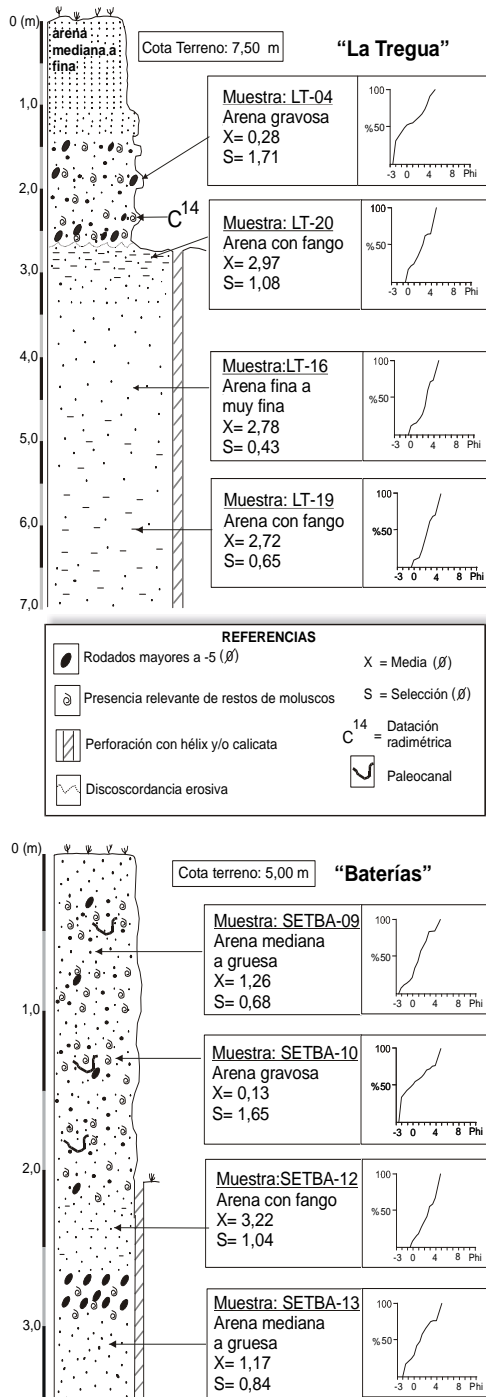 0 (m)
arena
mediana a
fina
Cota Terreno: 7,50 m
“La Tregua”
1,0
Muestra: LT-04
Arena gravosa
X= 0,28
S= 1,71
100
%50
-3 0 4 8 Phi
2,0
C14
Muestra: LT-20
Arena con fango
X= 2,97
S= 1,08
100
%50
-3 0 4 8 Phi
3,0
4,0
Muestra:LT-16
Arena fina a
muy fina
X= 2,78
S= 0,43
100
%50
-3 0 4 8 Phi
5,0
Muestra: LT-19
Arena con fango
X= 2,72
S= 0,65
100
%50
-3 0 4 8 Phi
6,0
7,0
REFERENCIAS
Rodados mayores a -5 (Ø)
X = Media (Ø)
Presencia relevante de restos de moluscos
S = Selección (Ø)
Perforación con hélix y/o calicata
C14 = Datación
radimétrica
Discoscordancia erosiva
Paleocanal
0 (m)
Cota terreno: 5,00 m
“Baterías”
Muestra: SETBA-09
Arena mediana
a gruesa
X= 1,26
S= 0,68
100
%50
-3 0 4 8 Phi
1,0
Muestra: SETBA-10
Arena gravosa
X= 0,13
S= 1,65
100
%50
-3 0 4 8 Phi
2,0
Muestra:SETBA-12
Arena con fango
X= 3,22
S= 1,04
100
%50
-3 0 4 8 Phi
3,0
Muestra: SETBA-13
Arena mediana
a gruesa
X= 1,17
S= 0,84
100
%50
-3 0 4 8 Phi